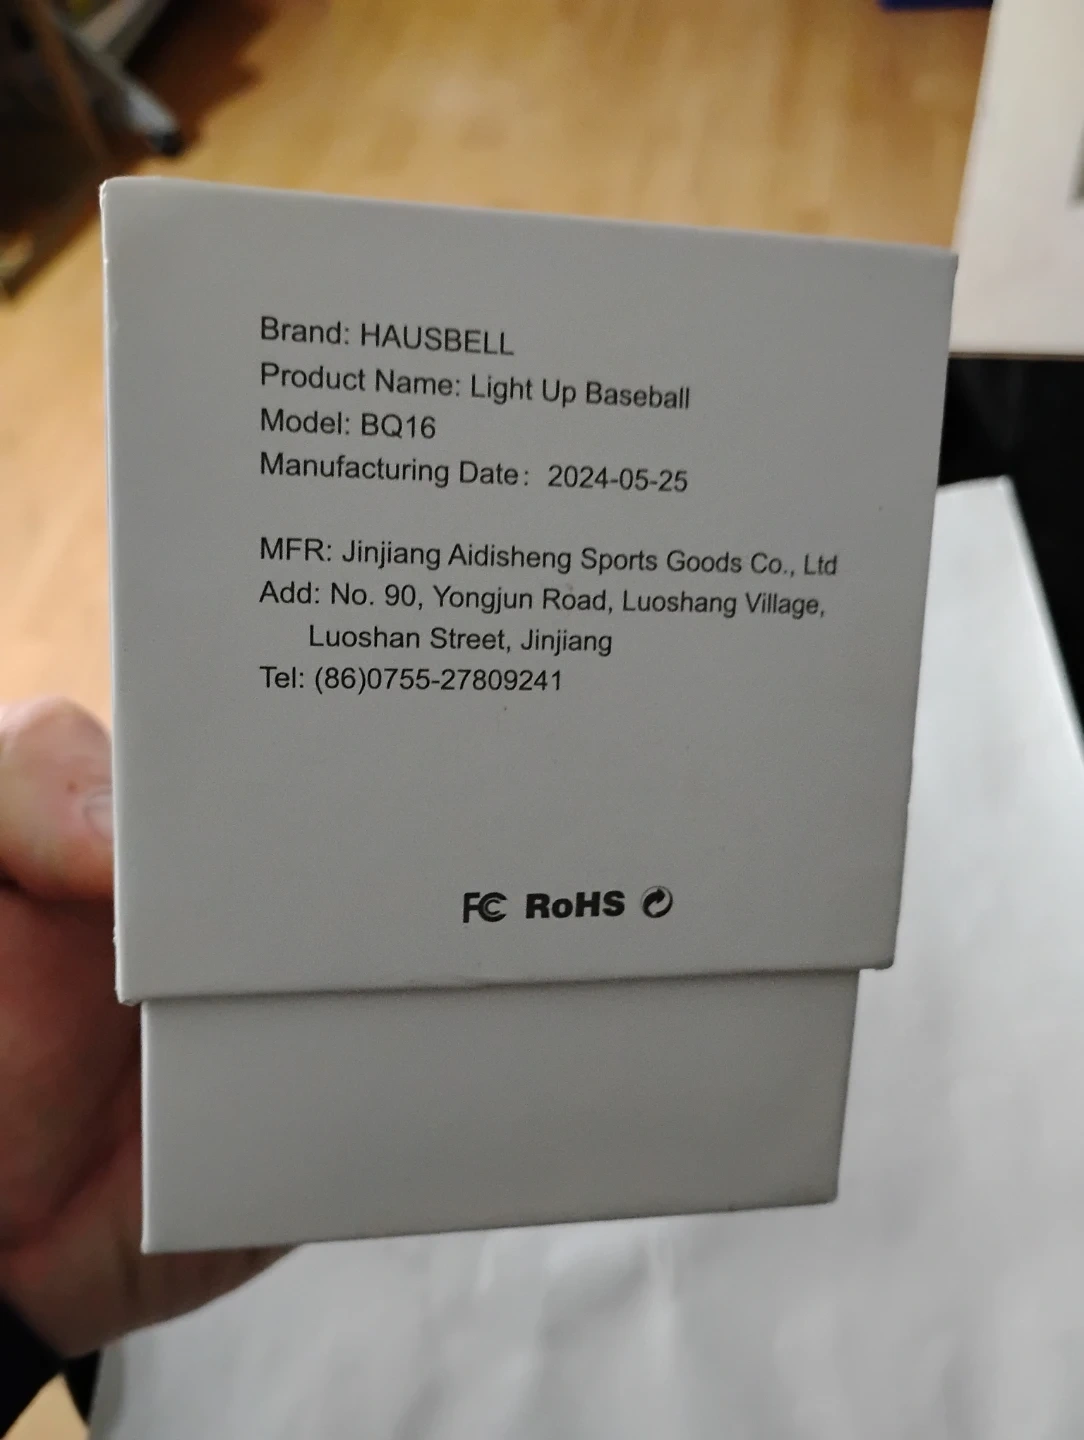 Brand: HAUSBELL
Product Name: Light Up Baseball
Model: BQ16
Manufacturing Date: 2024-05-25
MFR: Jinjiang Aidisheng Sports Goods Co., Ltd
Add: No. 90, Yongjun Road, Luoshang Village,
Luoshan Street, Jinjiang
Tel: (86)0755-27809241
FC RoHS